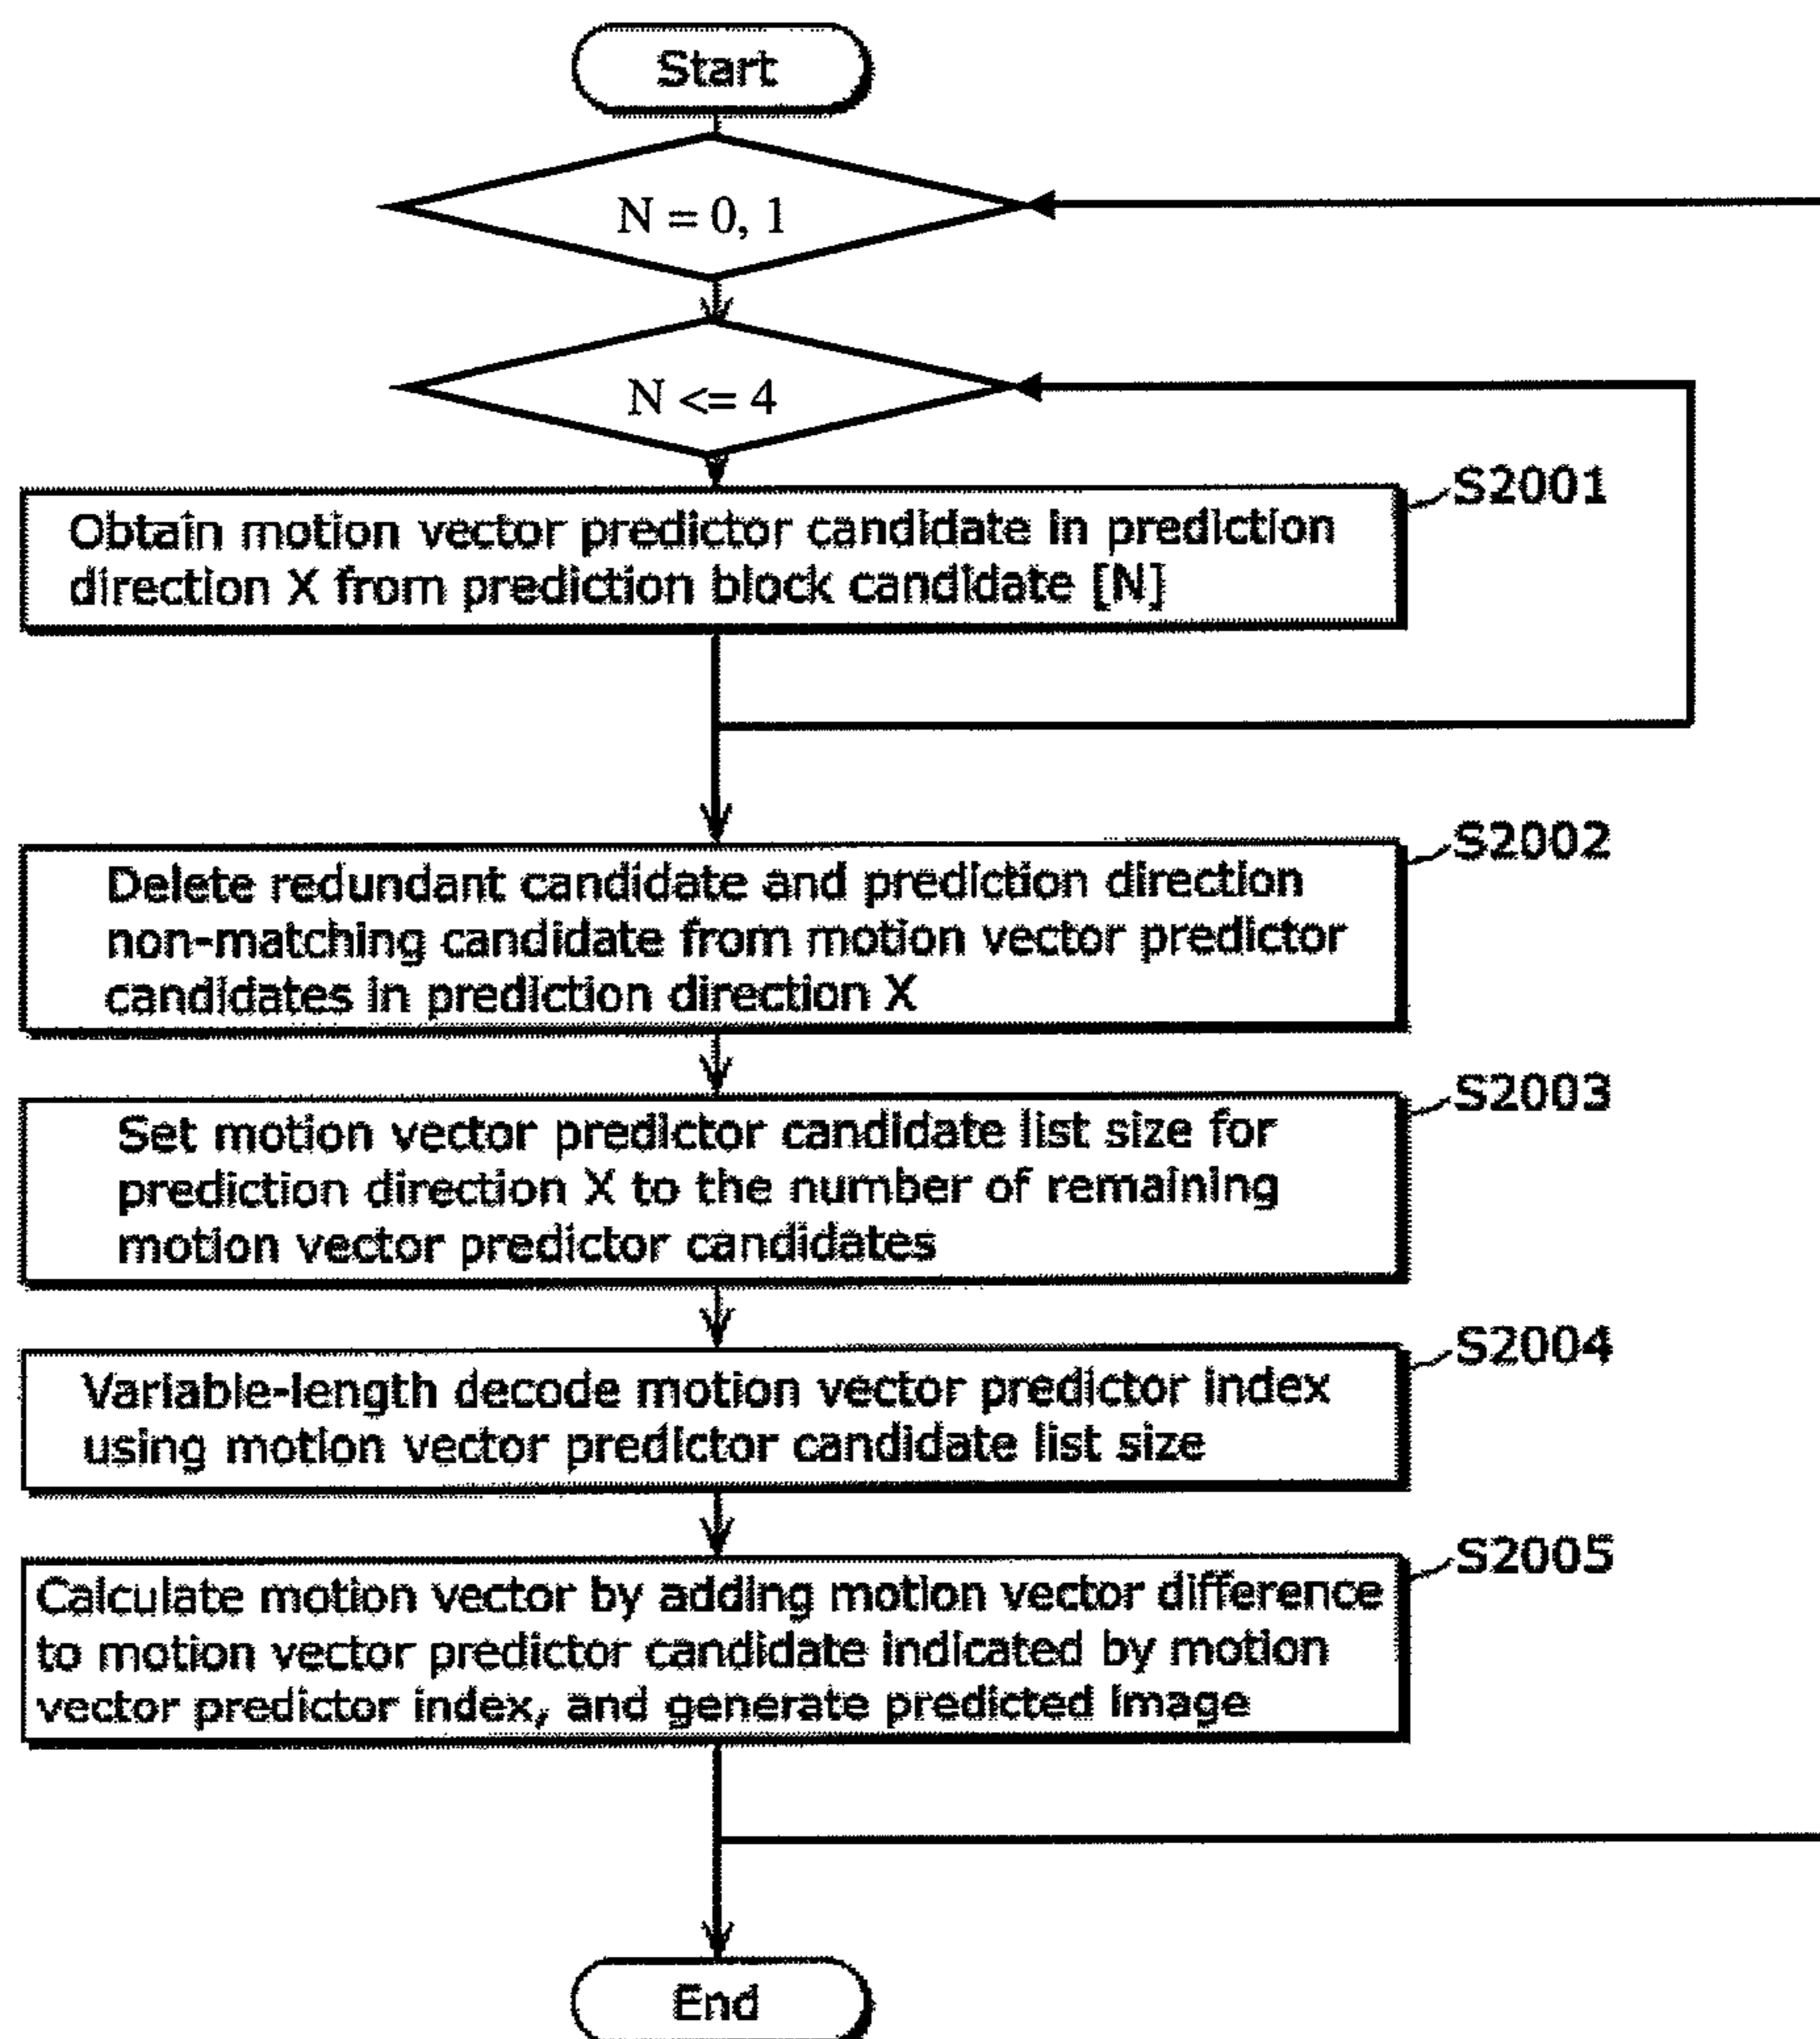 Start
N = 0, 1
N <= 4
S2001
Obtain motion vector predictor candidate in prediction
direction X from prediction block candidate [N]
S2002
Delete redundant candidate and prediction direction
non-matching candidate from motion vector predictor
candidates in prediction direction X
S2003
Set motion vector predictor candidate list size for
prediction direction X to the number of remaining
motion vector predictor candidates
S2004
Variable-length decode motion vector predictor index
using motion vector predictor candidate list size
S2005
Calculate motion vector by adding motion vector difference
to motion vector predictor candidate indicated by motion
vector predictor index, and generate predicted image
End